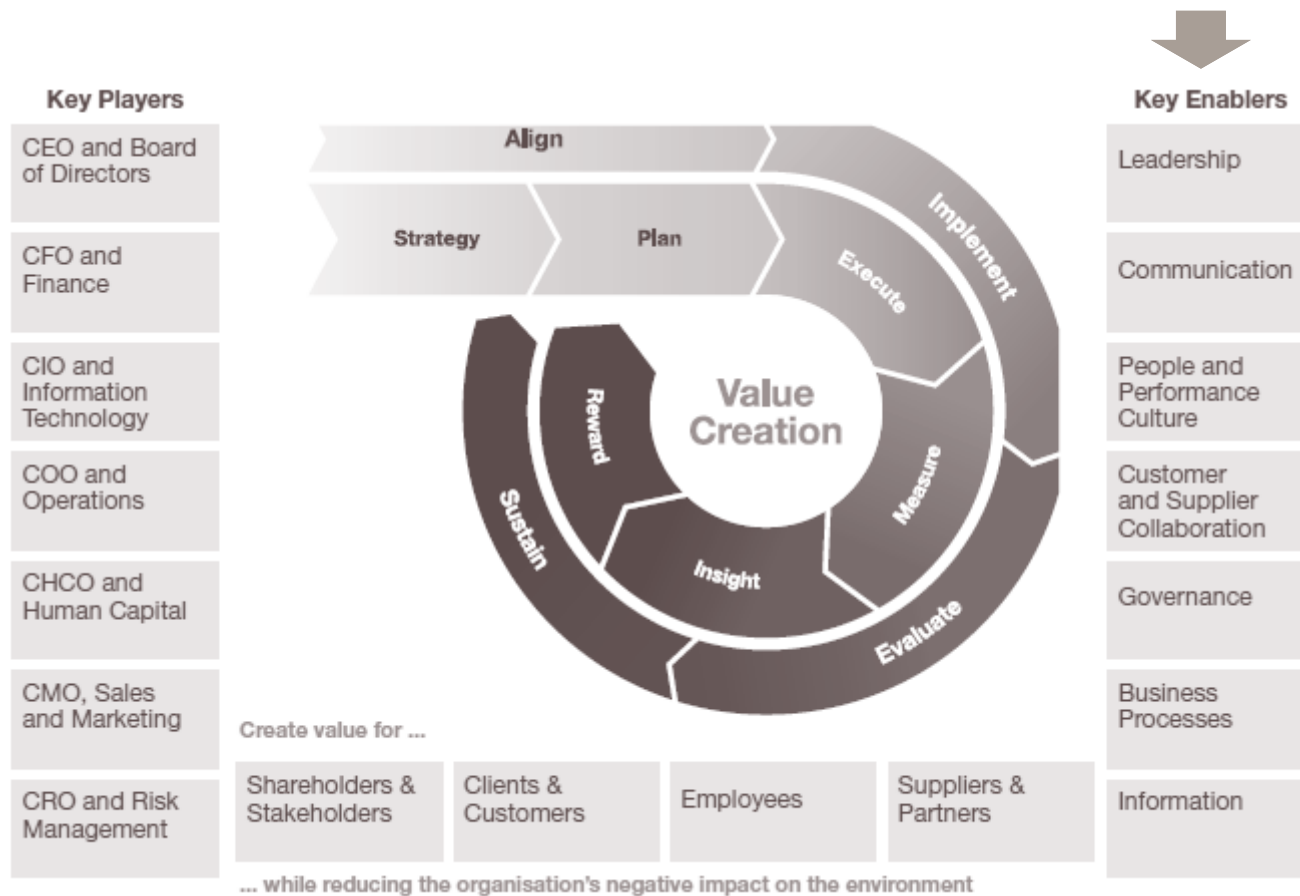 Key Players
CEO and Board
of Directors
CFO and
Finance
CIO and
Information
Technology
COO and
Operations
CHCO and
Human Capital
CMO, Sales
and Marketing
CRO and Risk
Management
Align
Implement
Evaluate
Sustain
Strategy
Plan
Execute
Measure
Insight
Reward
Value
Creation
Create value for ...
Shareholders &
Stakeholders
Clients &
Customers
Employees
Suppliers &
Partners
... while reducing the organisation's negative impact on the environment
Key Enablers
Leadership
Communication
People and
Performance
Culture
Customer
and Supplier
Collaboration
Governance
Business
Processes
Information